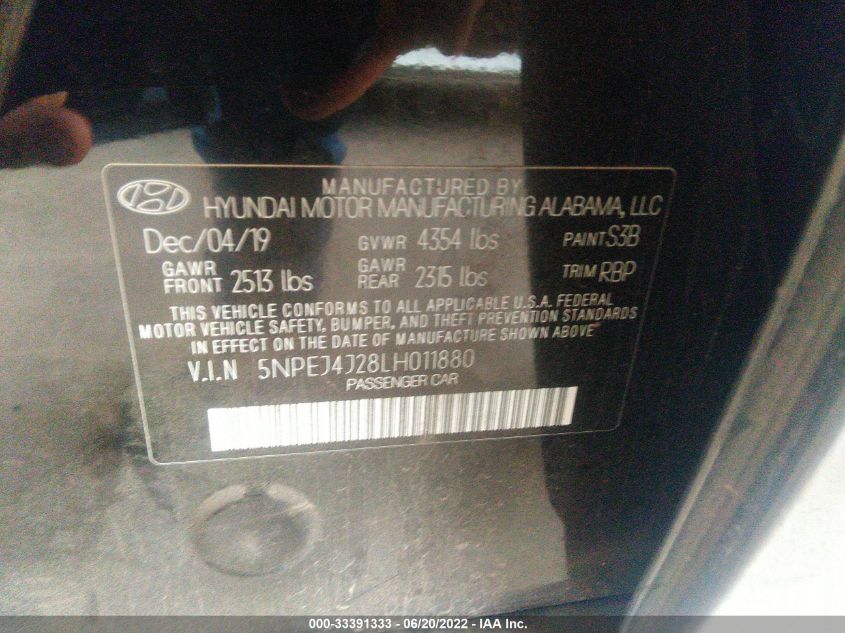 MANUFACTURED BY
HYUNDAI MOTOR MANUFACTURING ALABAMA, LLC
Dec/04/19 GVWR 4354 lbs PAINT S3B
GAWR FRONT 2513 lbs GAWR REAR 2315 lbs TRIM RBP
THIS VEHICLE CONFORMS TO ALL APPLICABLE U.S.A. FEDERAL
MOTOR VEHICLE SAFETY, BUMPER, AND THEFT PREVENTION STANDARDS
IN EFFECT ON THE DATE OF MANUFACTURE SHOWN ABOVE
V.I.N 5NPEJ4J28LH011880
PASSENGER CAR
000-33391333 - 06/20/2022 - IAA Inc.